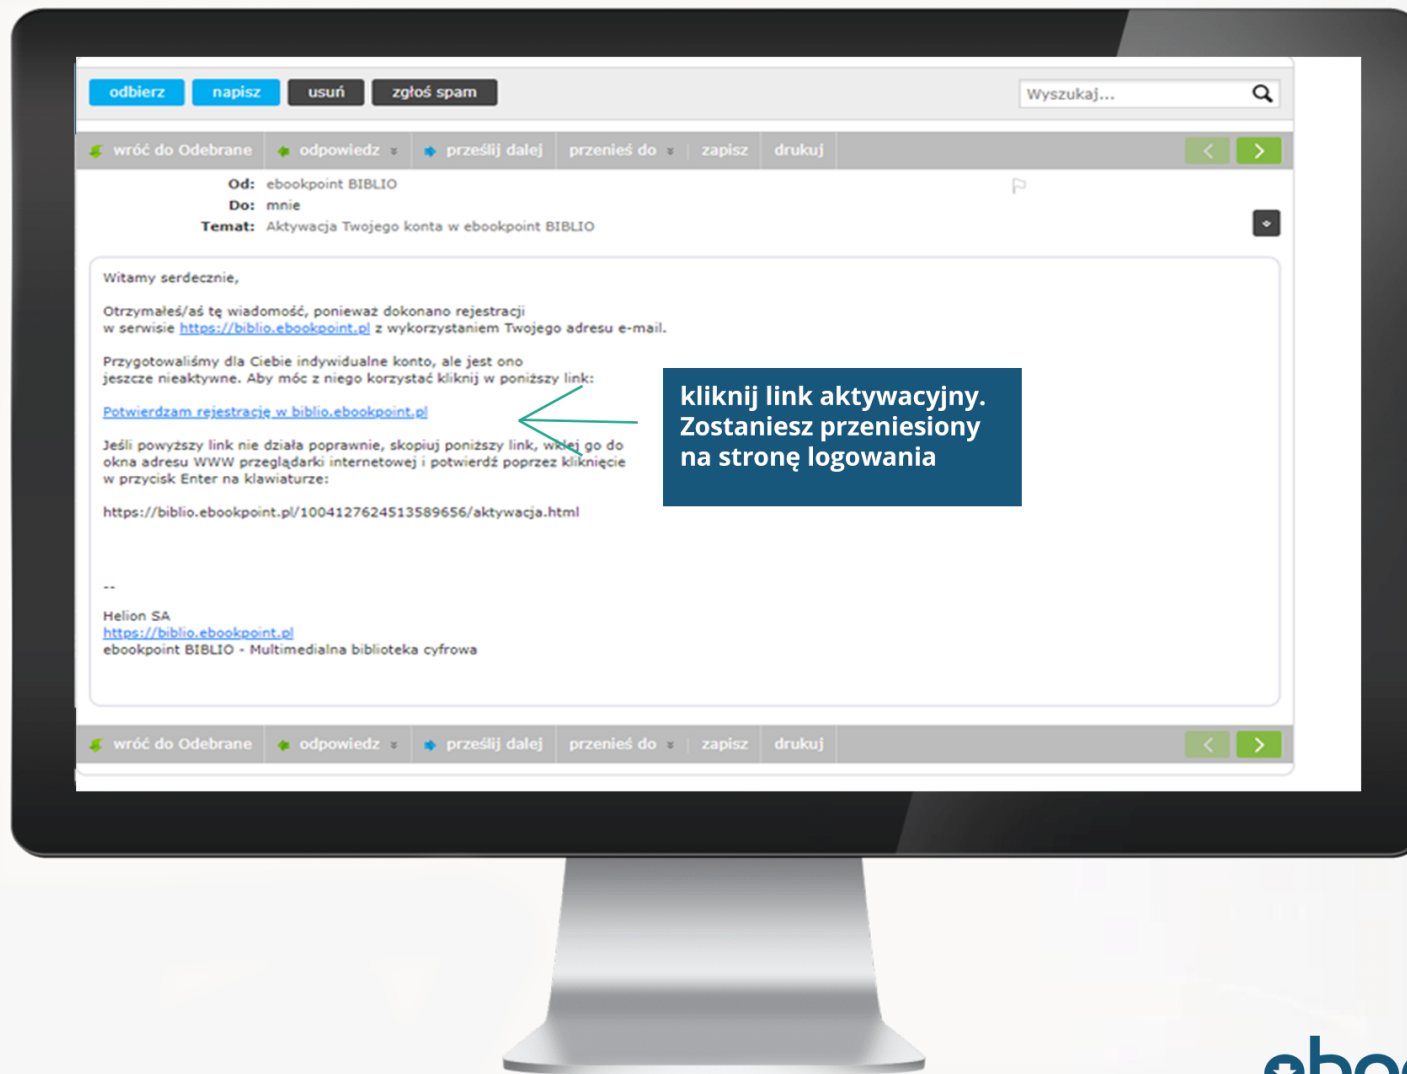 odbierz napisz usuń zgłoś spam Wyszukaj...
wróć do Odebrane odpowiedz prześlij dalej przenieś do zapisz drukuj
Od: ebookpoint BIBLIO
Do: mnie
Temat: Aktywacja Twojego konta w ebookpoint BIBLIO
Witamy serdecznie,
Otrzymałeś/aś tę wiadomość, ponieważ dokonano rejestracji
w serwisie https://biblio.ebookpoint.pl z wykorzystaniem Twojego adresu e-mail.
Przygotowaliśmy dla Ciebie indywidualne konto, ale jest ono
jeszcze nieaktywne. Aby móc z niego korzystać kliknij w poniższy link:
Potwierdzam rejestrację w biblio.ebookpoint.pl
Jeśli powyższy link nie działa poprawnie, skopiuj poniższy link, wklej go do
okna adresu WWW przeglądarki internetowej i potwierdź poprzez kliknięcie
w przycisk Enter na klawiaturze:
https://biblio.ebookpoint.pl/1004127624513589656/aktywacja.html
kliknij link aktywacyjny.
Zostaniesz przeniesiony
na stronę logowania
--
Helion SA
https://biblio.ebookpoint.pl
ebookpoint BIBLIO - Multimedialna biblioteka cyfrowa
wróć do Odebrane odpowiedz prześlij dalej przenieś do zapisz drukuj